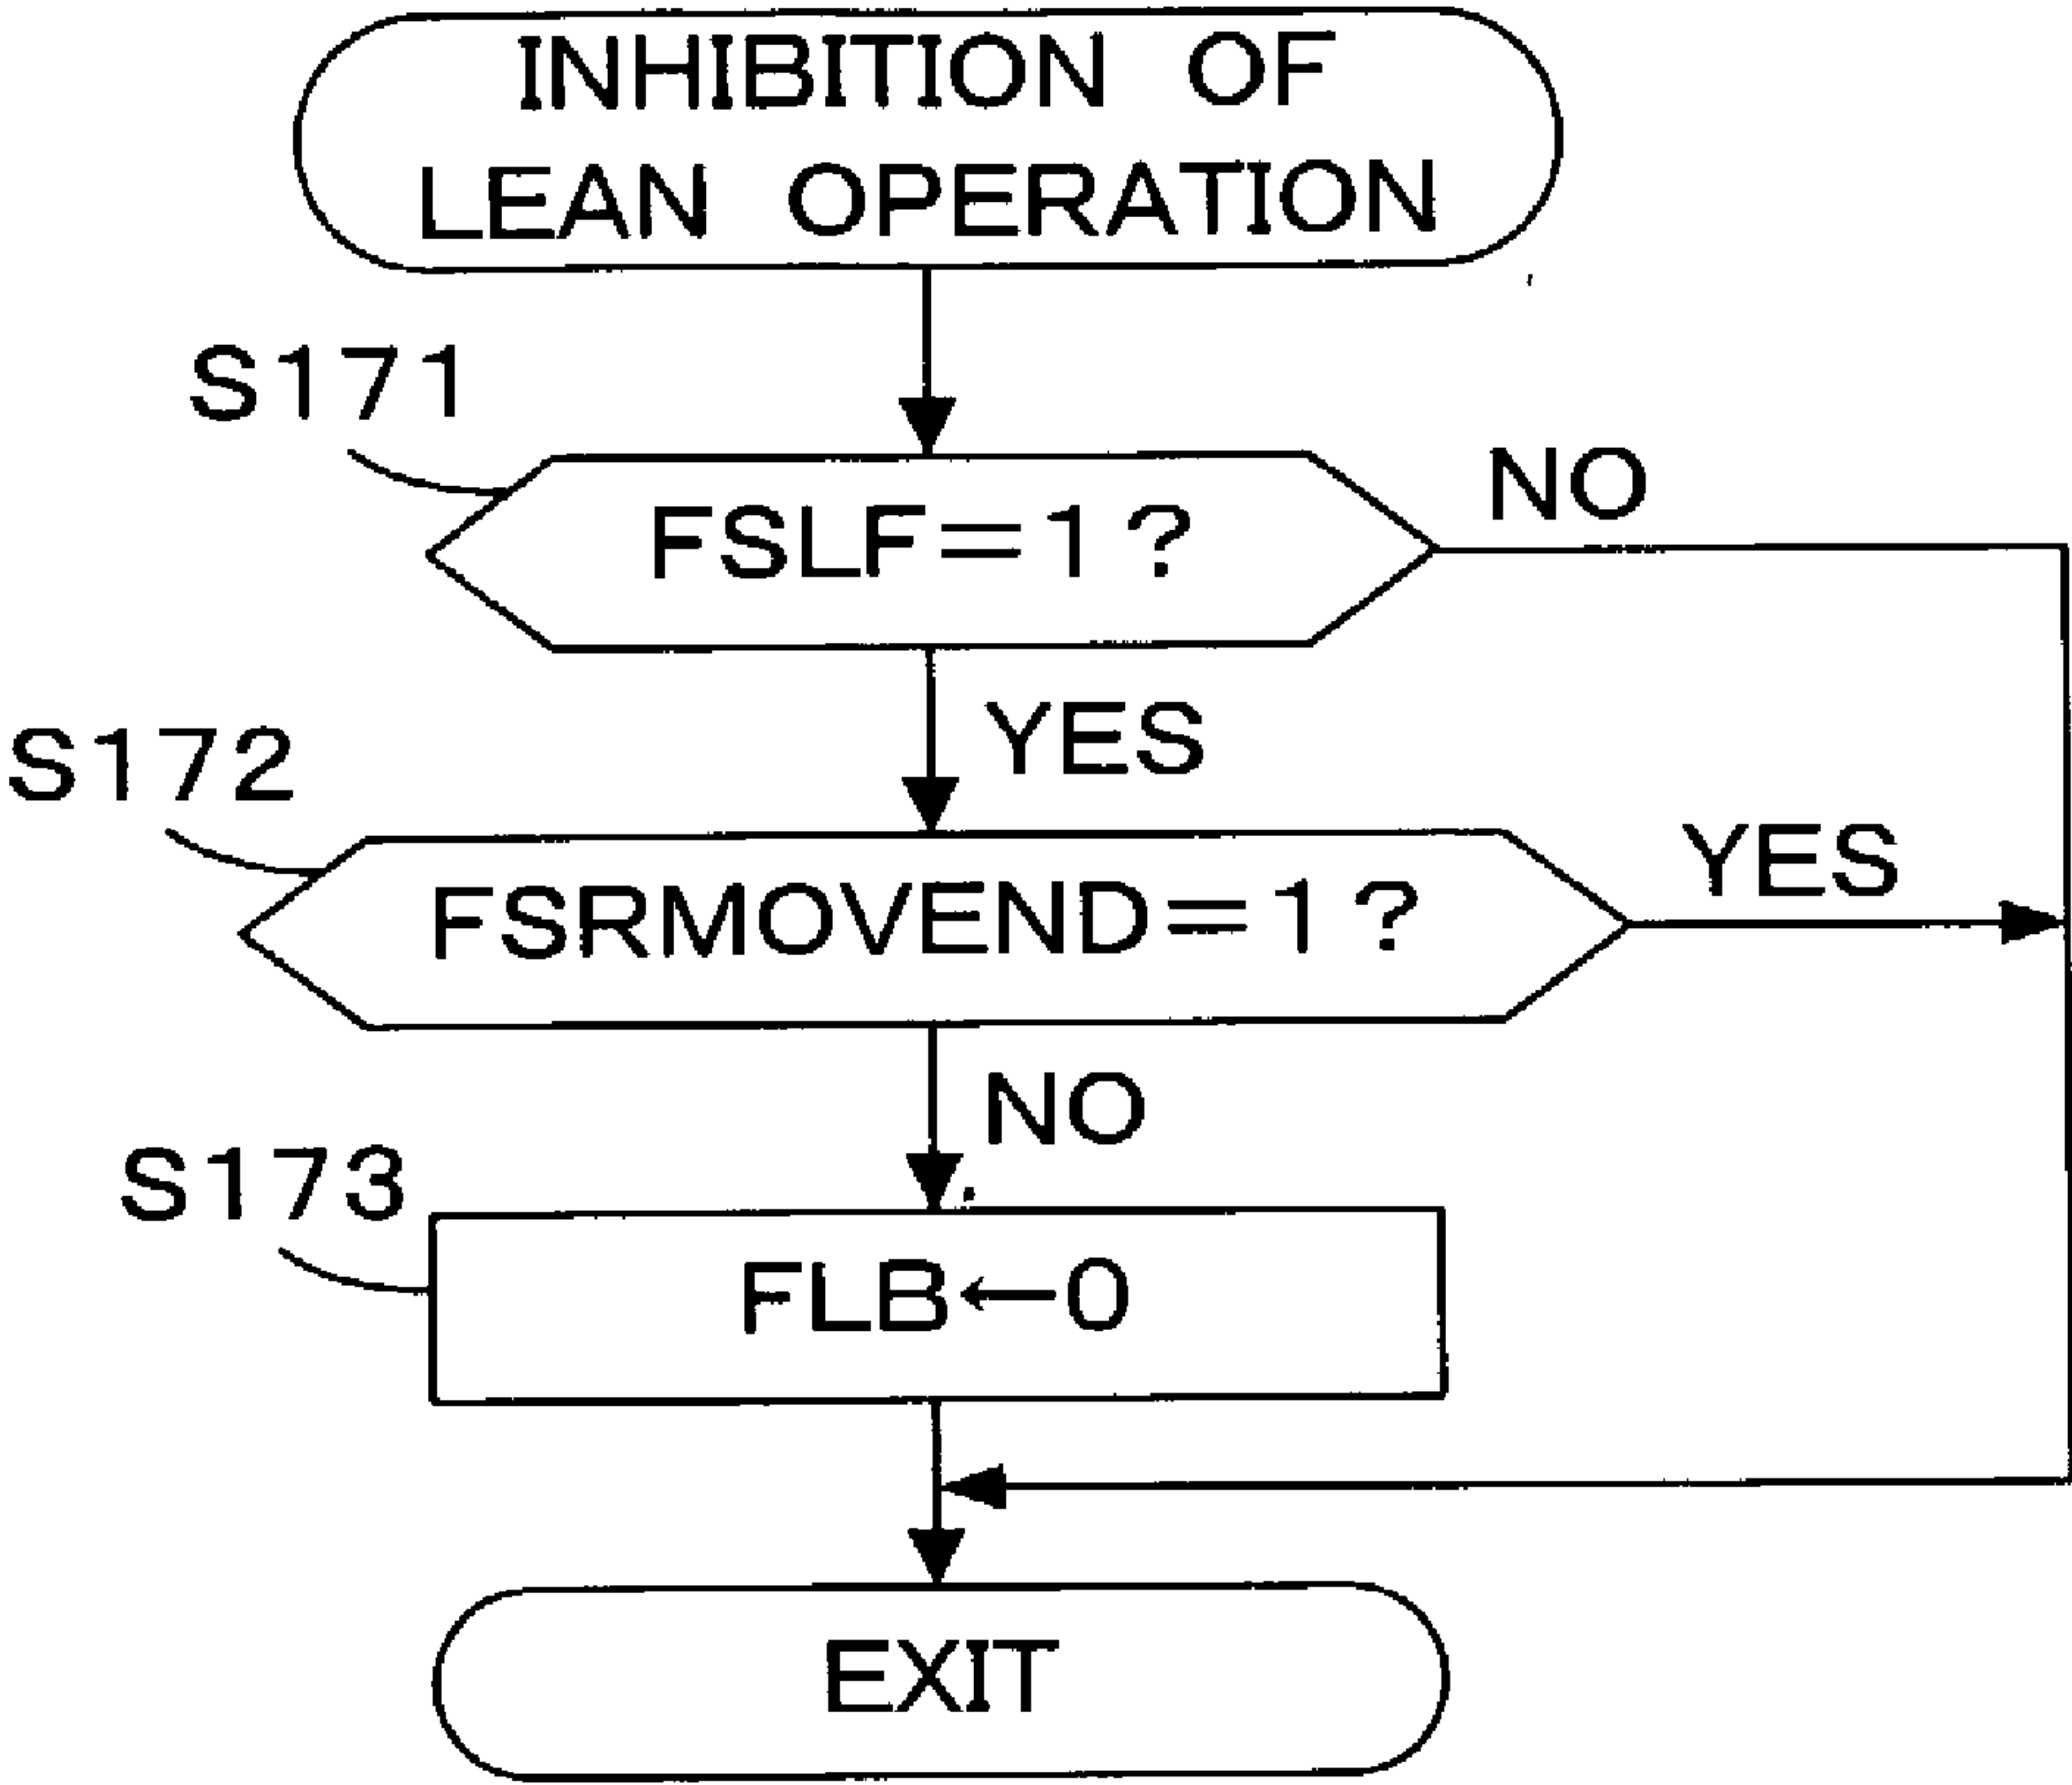 INHIBITION OF
LEAN OPERATION
S171
FSLF=1?
NO
YES
S172
FSRMOVEND=1?
YES
NO
S173
FLB←0
EXIT